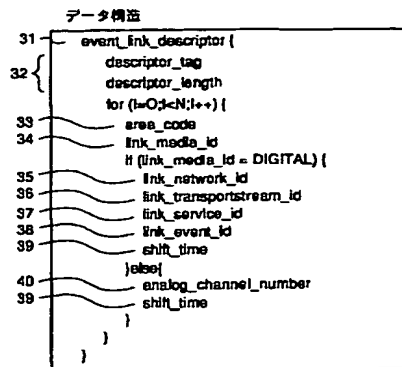 データ構造
31 event_link_descriptor {
32 descriptor_tag
descriptor_length
for (i=0;i<N;i++) {
33 area_code
34 link_media_id
if (link_media_id = DIGITAL) {
35 link_network_id
36 link_transportstream_id
37 link_service_id
38 link_event_id
39 shift_time
}else{
40 analog_channel_number
39 shift_time
}
}
}